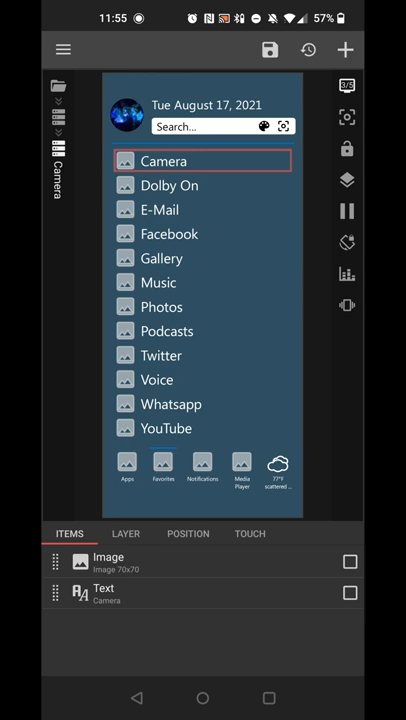 11:55
57%
3/5
Tue August 17, 2021
Search...
Camera
Camera
Dolby On
E-Mail
Facebook
Gallery
Music
Photos
Podcasts
Twitter
Voice
Whatsapp
YouTube
Apps
Favorites
Notifications
Media
Player
77°F
scattered ...
ITEMS
LAYER
POSITION
TOUCH
Image
Image 70x70
Text
Camera